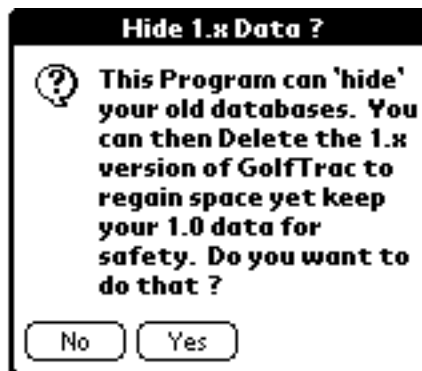 Hide 1.x Data ?
This Program can 'hide'
your old databases.  You
can then Delete the 1.x
version of GolfTrac to
regain space yet keep
your 1.0 data for
safety.  Do you want to
do that ?
No Yes